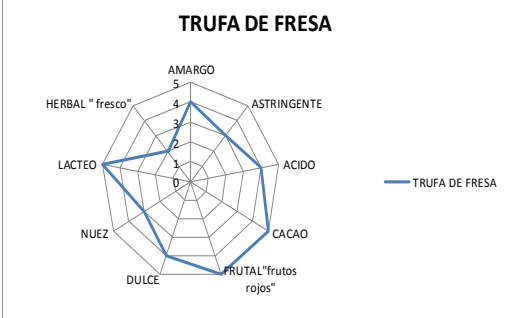 TRUFA DE FRESA
AMARGO
5
HERBAL " fresco"
ASTRINGENTE
4
3
2
LACTEO
ACIDO
1
0
TRUFA DE FRESA
NUEZ
CACAO
FRUTAL"frutos
rojos"
DULCE